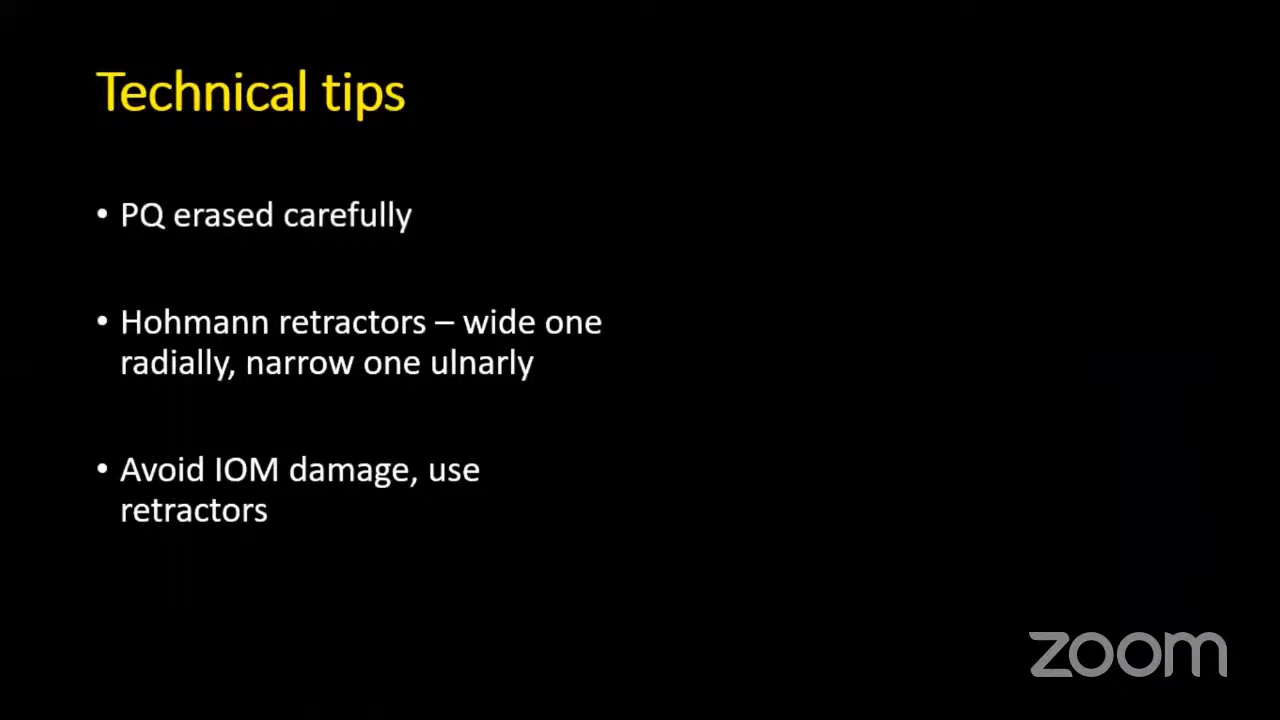 Technical tips
• PQ erased carefully
• Hohmann retractors – wide one
radially, narrow one ulnarly
• Avoid IOM damage, use
retractors
zoom